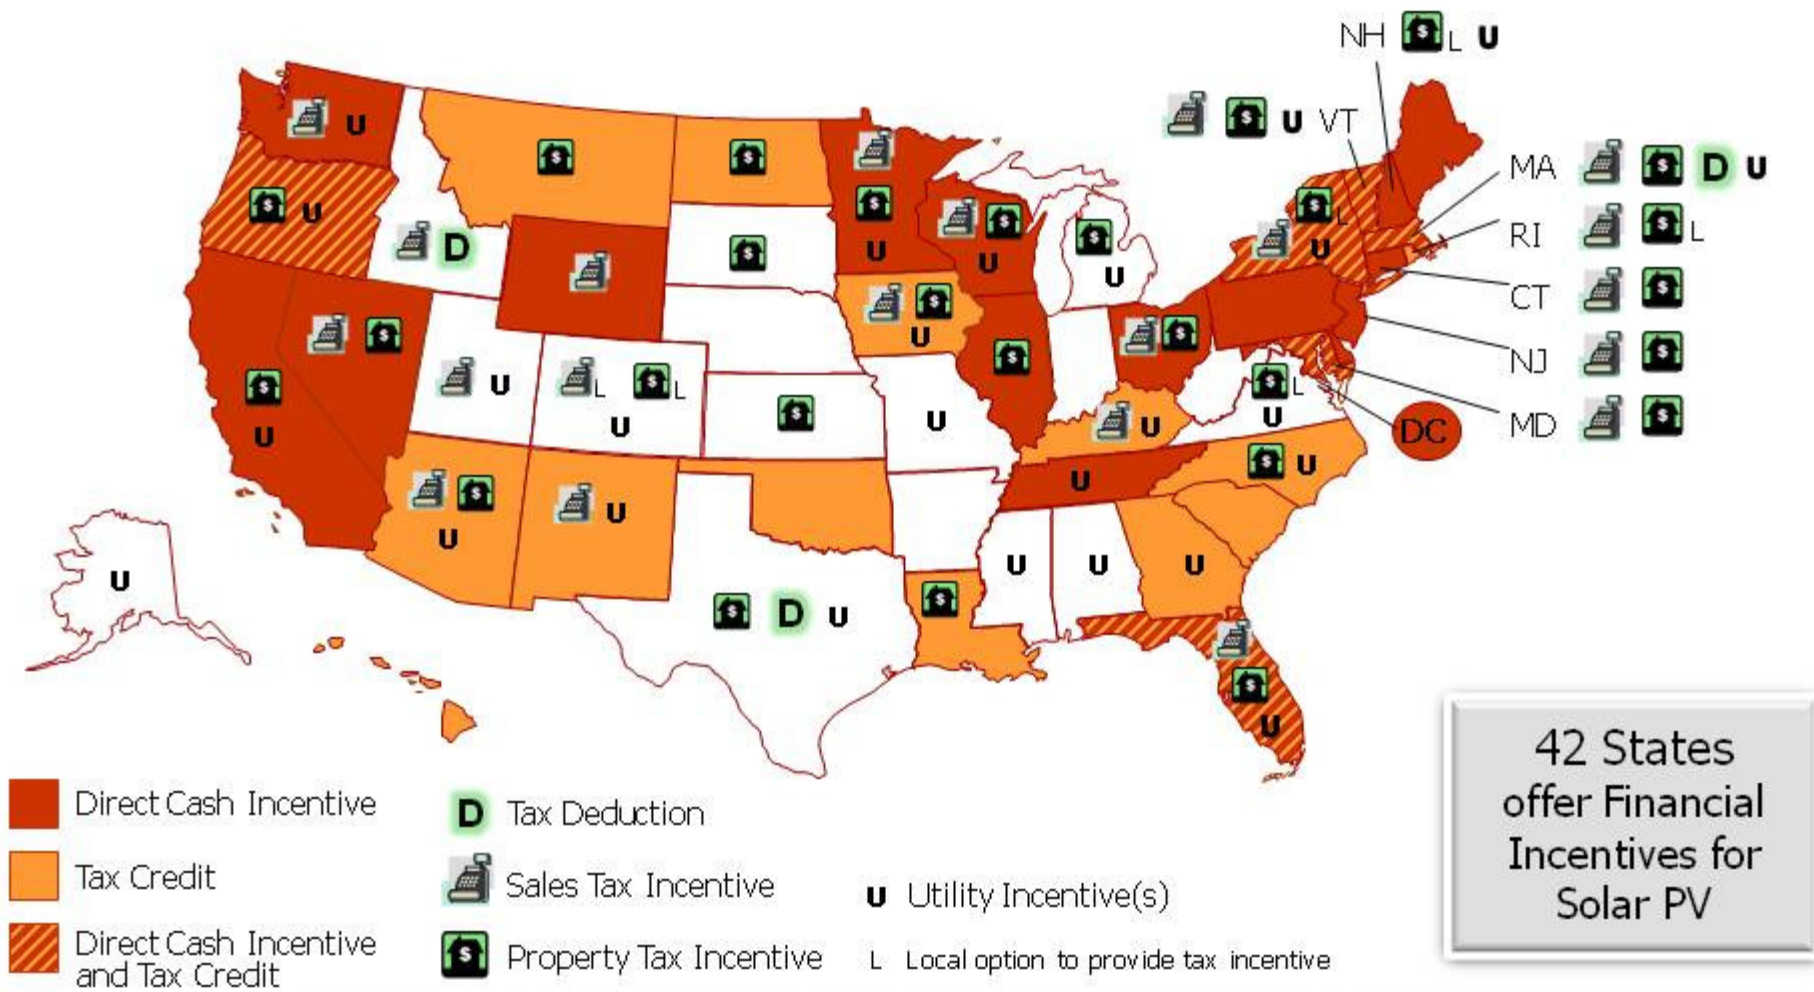 NH $ L U
$ U VT
MA $ D U
RI $ L
CT $
NJ $
MD $
DC
U
$ U
D
$
$
$
U
$
U
$
$ L
U
$
U
$
$
U
$
U
U
L $ L
U
$
U
$
$
$ L
U
U
U
$ U
$
U
U
U
U
U
U
U
$ D U
$
$
U
42 States
offer Financial
Incentives for
Solar PV
Direct Cash Incentive
Tax Credit
Direct Cash Incentive
and Tax Credit
D Tax Deduction
Sales Tax Incentive
$ Property Tax Incentive
U Utility Incentive(s)
L Local option to provide tax incentive